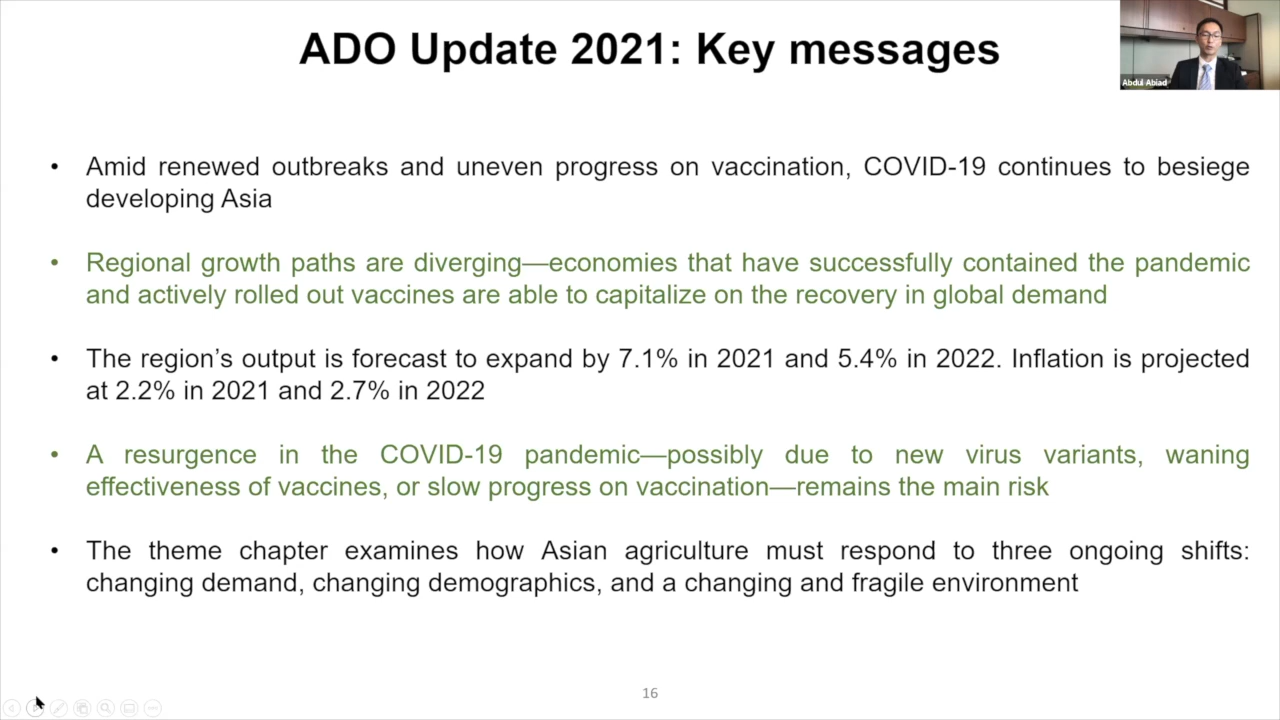 ADO Update 2021: Key messages
Abdul Abiad
• Amid renewed outbreaks and uneven progress on vaccination, COVID-19 continues to besiege
developing Asia
• Regional growth paths are diverging—economies that have successfully contained the pandemic
and actively rolled out vaccines are able to capitalize on the recovery in global demand
• The region’s output is forecast to expand by 7.1% in 2021 and 5.4% in 2022. Inflation is projected
at 2.2% in 2021 and 2.7% in 2022
• A resurgence in the COVID-19 pandemic—possibly due to new virus variants, waning
effectiveness of vaccines, or slow progress on vaccination—remains the main risk
• The theme chapter examines how Asian agriculture must respond to three ongoing shifts:
changing demand, changing demographics, and a changing and fragile environment
16